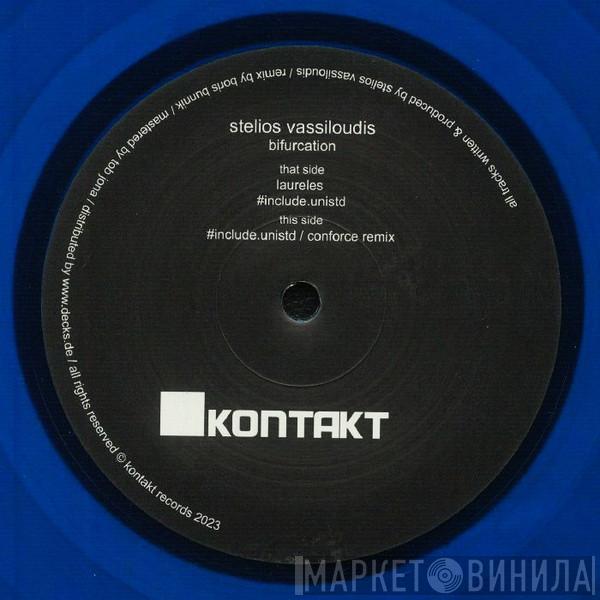 stelios vassiloudis
bifurcation
that side
laureles
#include.unistd
this side
#include.unistd / conforce remix
KONTAKT
all tracks written & produced by stelios vassiloudis / remix by boris bunnik / mastered by tob jona / distributed by www.decks.de / all rights reserved © kontakt records 2023
МАРКЕТ ВИНИЛА